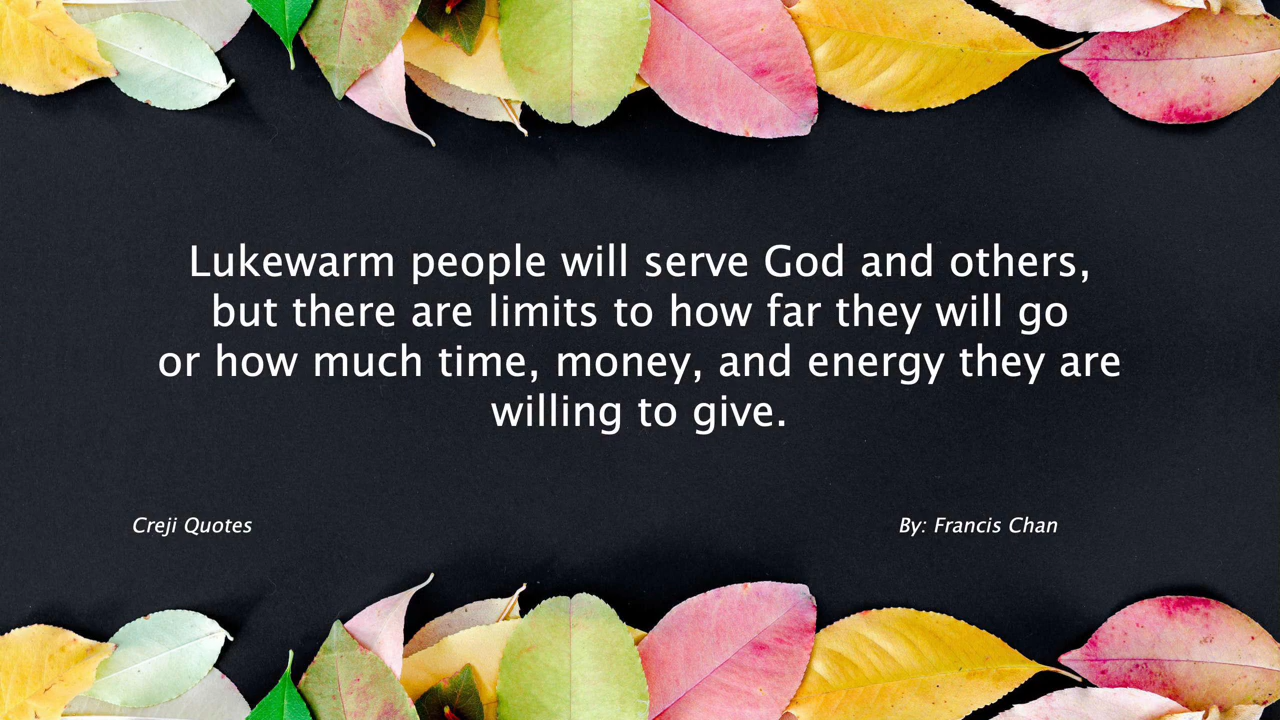 Lukewarm people will serve God and others,
but there are limits to how far they will go
or how much time, money, and energy they are
willing to give.
Creji Quotes
By: Francis Chan